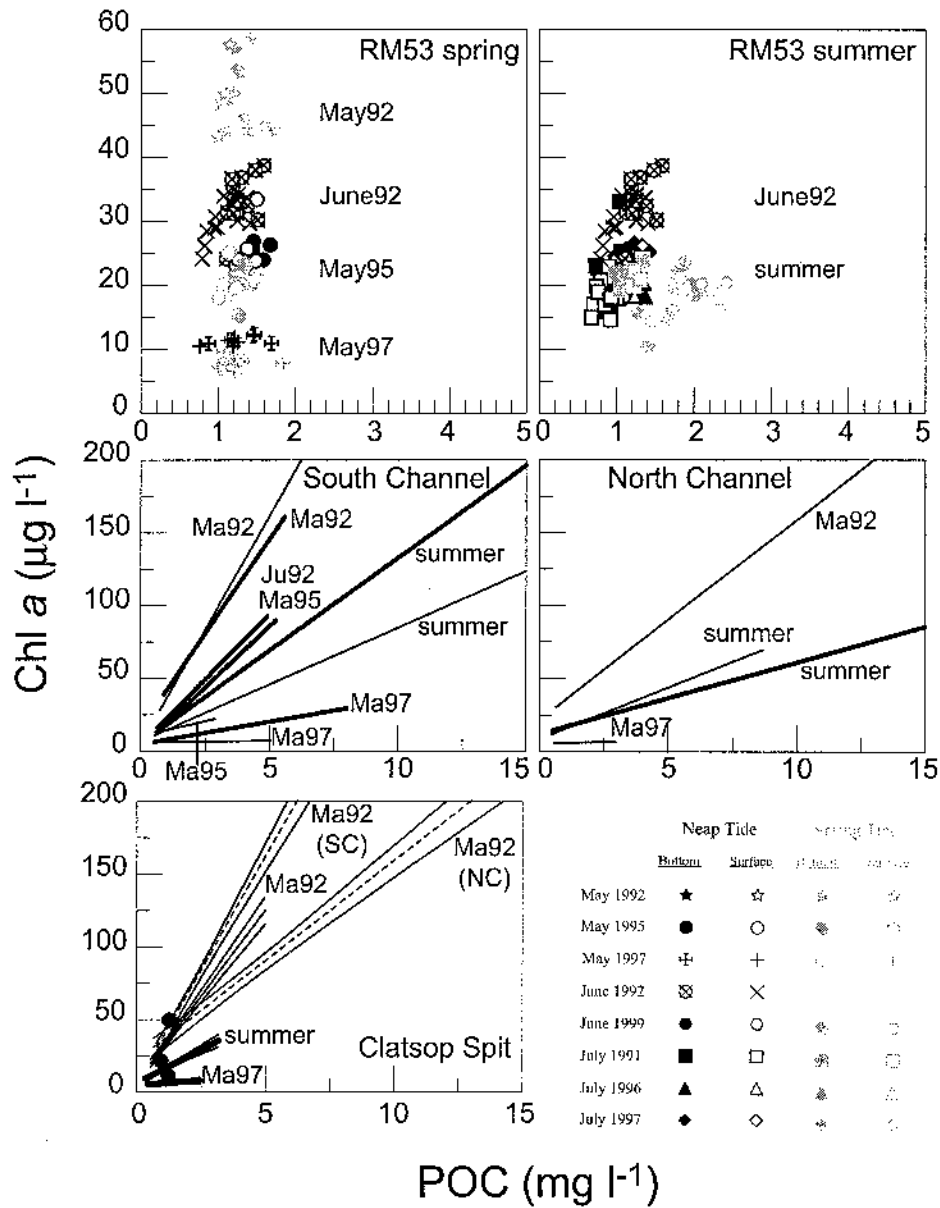 RM53 spring
RM53 summer
60
50
40
30
20
10
0
May92
June92
May95
May97
June92
summer
0 1 2 3 4 5
0 1 2 3 4 5
200
150
100
50
0
South Channel
Ma92
Ma92
Ju92
Ma95
summer
summer
Ma97
Ma97
Ma95
0 5 10 15
North Channel
Ma92
summer
summer
Ma97
0 5 10 15
200
150
100
50
0
Ma92
(SC)
Ma92
Ma92
(NC)
summer
Ma97
Clatsop Spit
0 5 10 15
Chl a (µg l-1)
POC (mg l-1)
Neap Tide
Bottom Surface
May 1992
May 1995
May 1997
June 1992
June 1999
July 1991
July 1996
July 1997